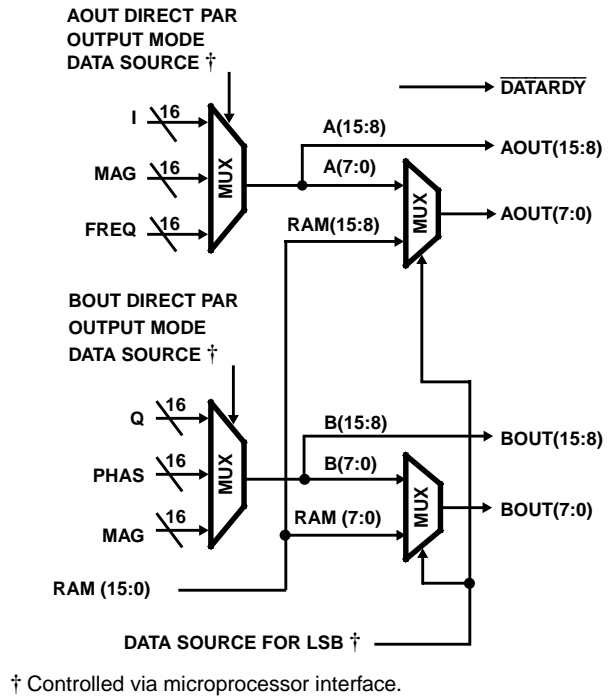 AOUT DIRECT PAR
OUTPUT MODE
DATA SOURCE †
DATARDY
I
16
A(15:8)
AOUT(15:8)
MAG
16
MUX
A(7:0)
MUX
AOUT(7:0)
FREQ
16
RAM(15:8)
BOUT DIRECT PAR
OUTPUT MODE
DATA SOURCE †
Q
16
B(15:8)
BOUT(15:8)
PHAS
16
MUX
B(7:0)
MUX
BOUT(7:0)
MAG
16
RAM (7:0)
RAM (15:0)
DATA SOURCE FOR LSB †
† Controlled via microprocessor interface.